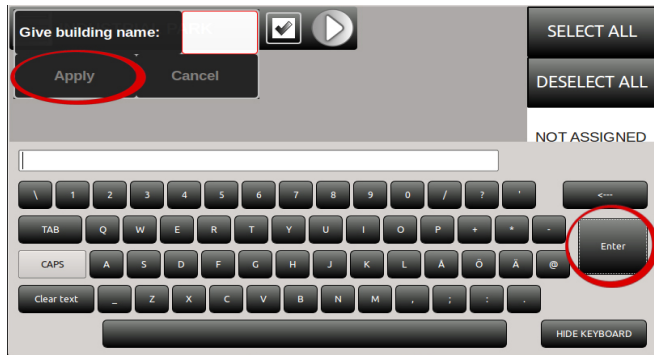 Give building name:
PARK
SELECT ALL
Apply
Cancel
DESELECT ALL
NOT ASSIGNED
\ 1 2 3 4 5 6 7 8 9 0 / ? ' <---
TAB Q W E R T Y U I O P + * - Enter
CAPS A S D F G H J K L Å Ö Ä @
Clear text _ Z X C V B N M , ; : .
HIDE KEYBOARD